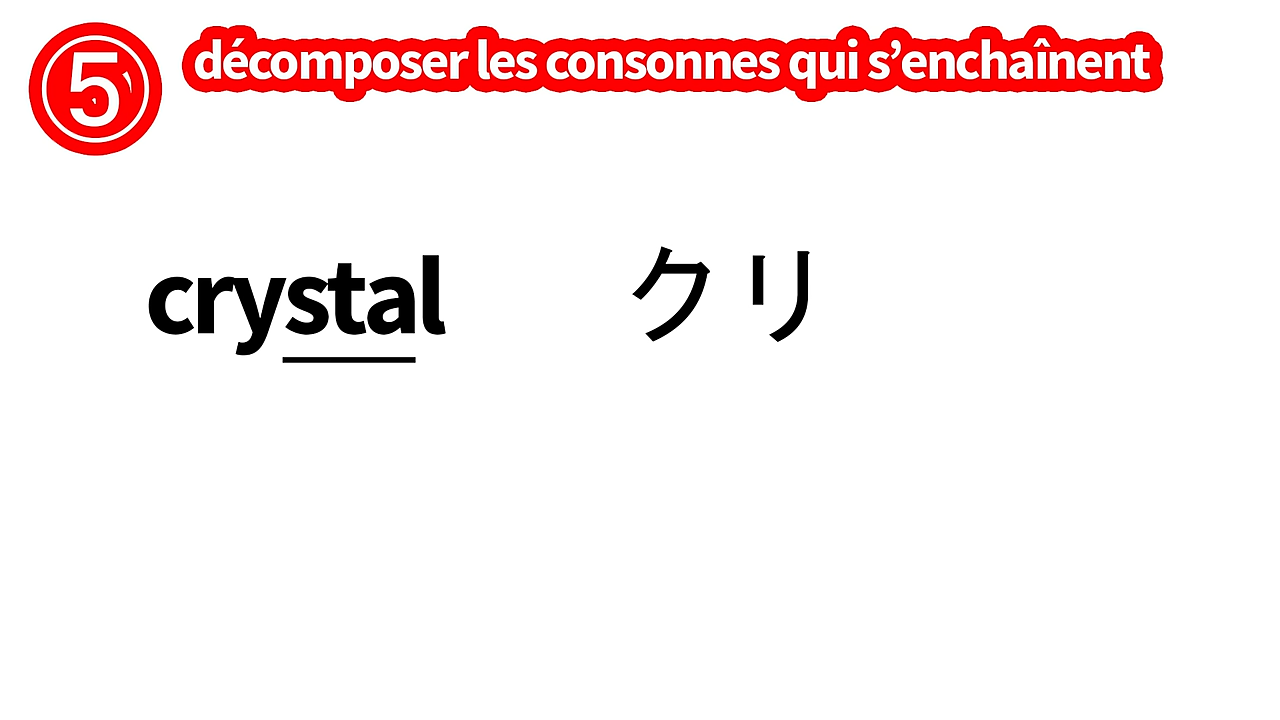 ⑤ décomposer les consonnes qui s’enchaînent
crystal クリ